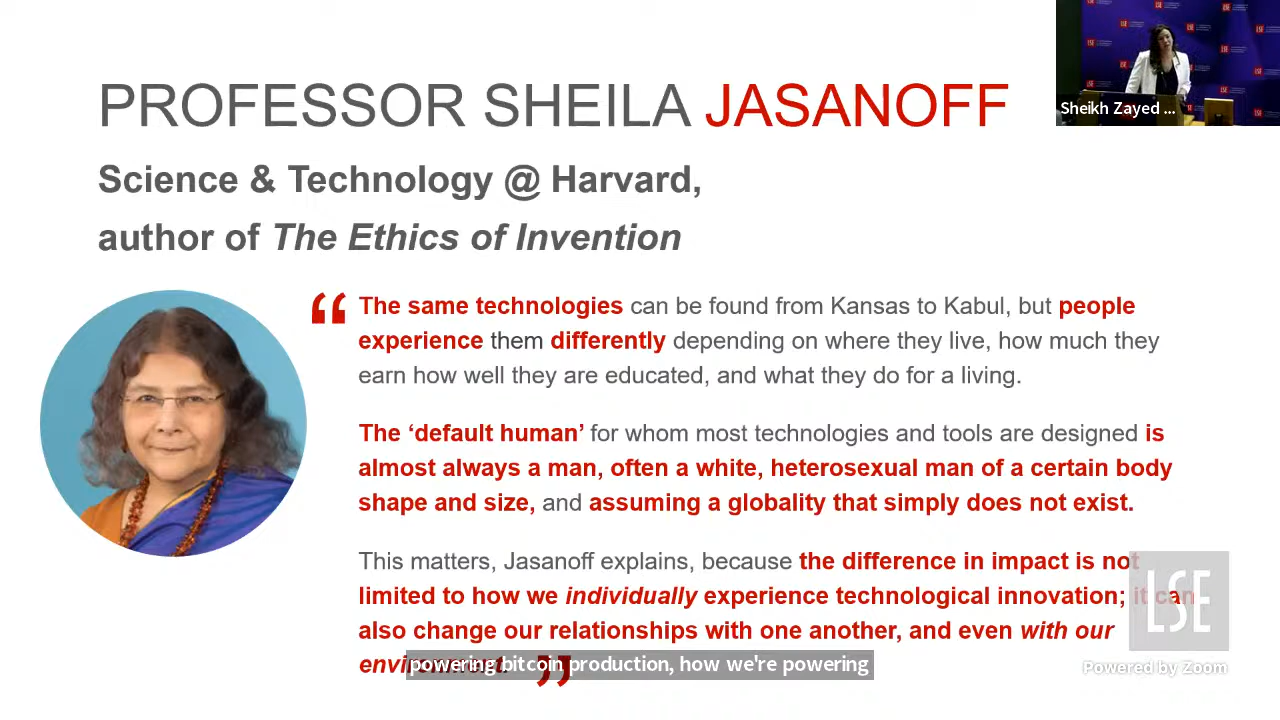 PROFESSOR SHEILA JASANOFF
Sheikh Zayed ...
Science & Technology @ Harvard,
author of The Ethics of Invention
“ The same technologies can be found from Kansas to Kabul, but people
experience them differently depending on where they live, how much they
earn how well they are educated, and what they do for a living.
The ‘default human’ for whom most technologies and tools are designed is
almost always a man, often a white, heterosexual man of a certain body
shape and size, and assuming a globality that simply does not exist.
This matters, Jasanoff explains, because the difference in impact is not
limited to how we individually experience technological innovation; it can
also change our relationships with one another, and even with our
environment. ”
powering bitcoin production, how we're powering
LSE
Powered by Zoom